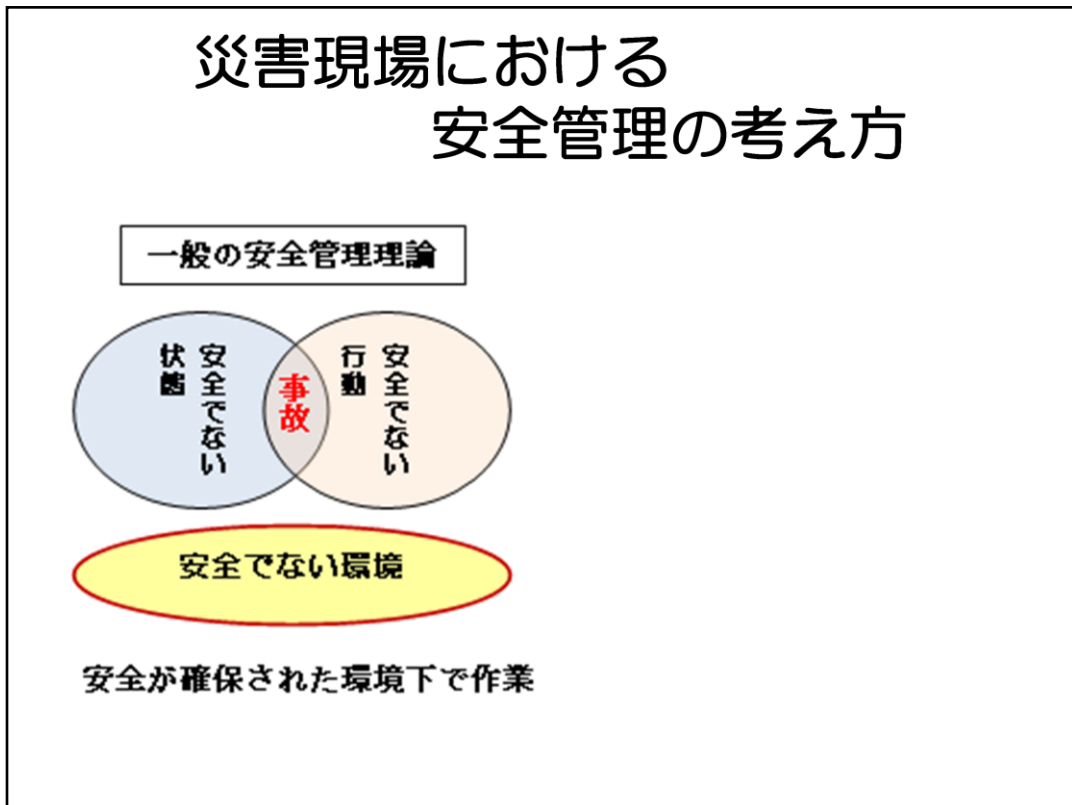 災害現場における
安全管理の考え方
一般の安全管理理論
安全でない
状態
事故
安全でない
行動
安全でない環境
安全が確保された環境下で作業